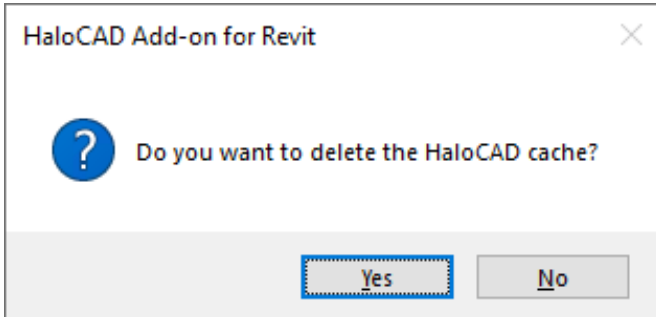 HaloCAD Add-on for Revit
Do you want to delete the HaloCAD cache?
Yes
No